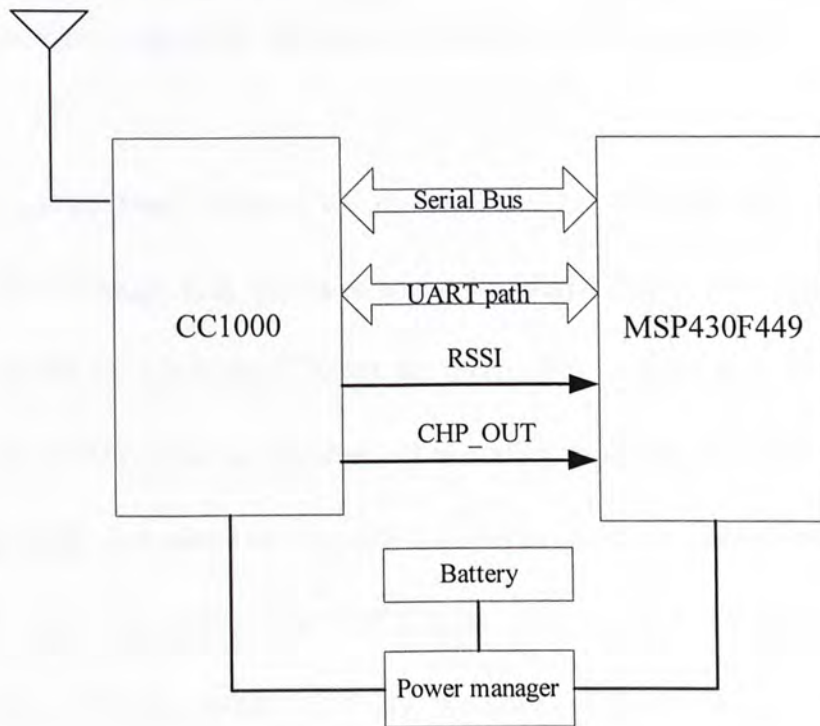 Serial Bus
UART path
CC1000
MSP430F449
RSSI
CHP_OUT
Battery
Power manager